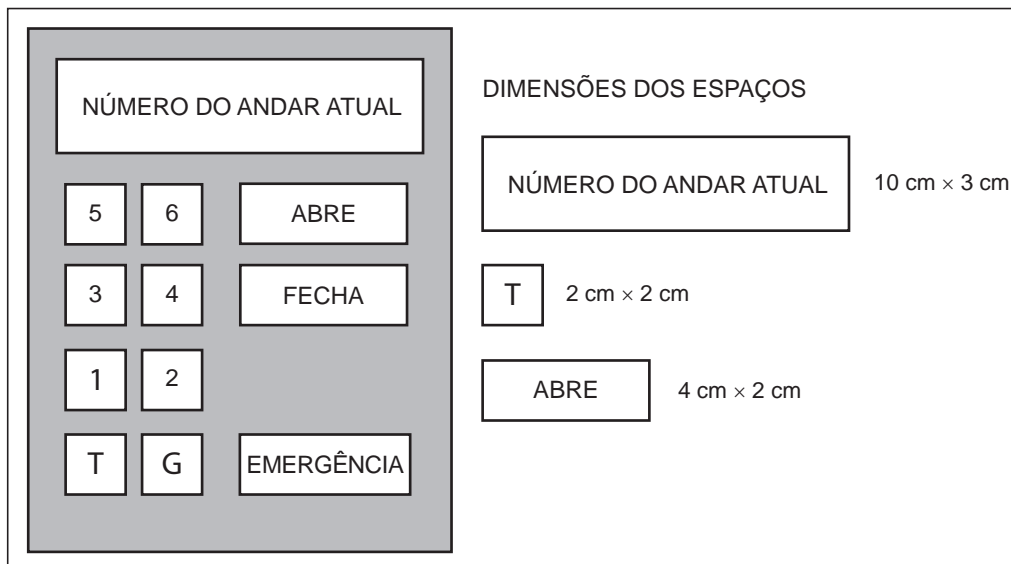 NÚMERO DO ANDAR ATUAL
5 6 ABRE
3 4 FECHA
1 2
T G EMERGÊNCIA
DIMENSÕES DOS ESPAÇOS
NÚMERO DO ANDAR ATUAL 10 cm × 3 cm
T 2 cm × 2 cm
ABRE 4 cm × 2 cm